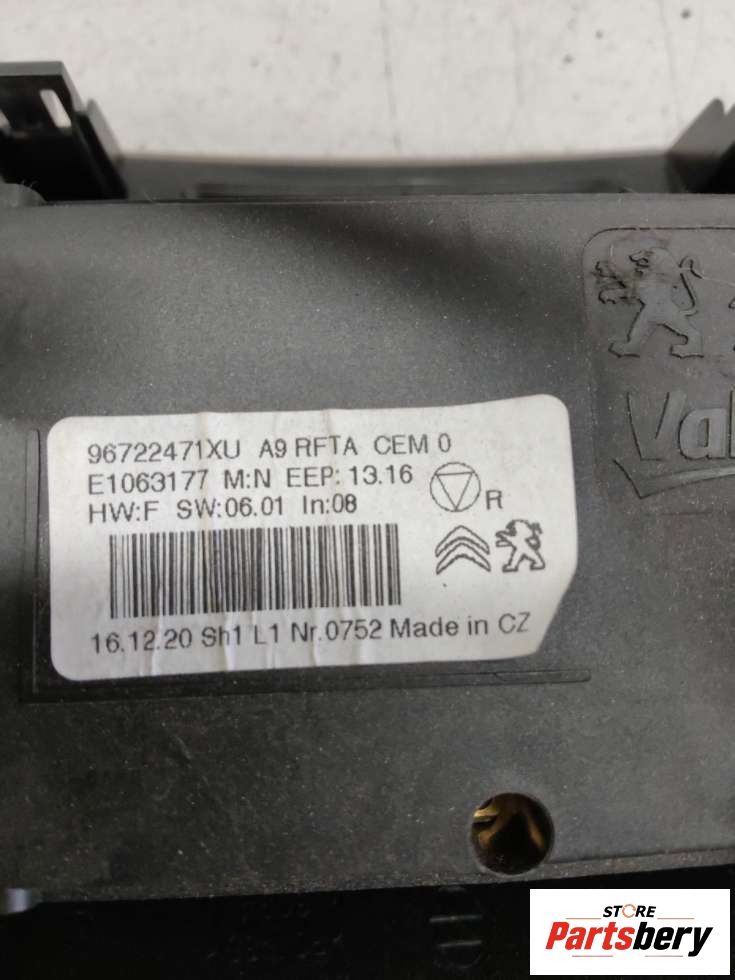 96722471XU A9 RFTA CEM 0
E1063177 M:N EEP: 13.16
HW:F SW:06.01 In:08
R
16.12.20 Sh1 L1 Nr.0752 Made in CZ
STORE
Partsbery